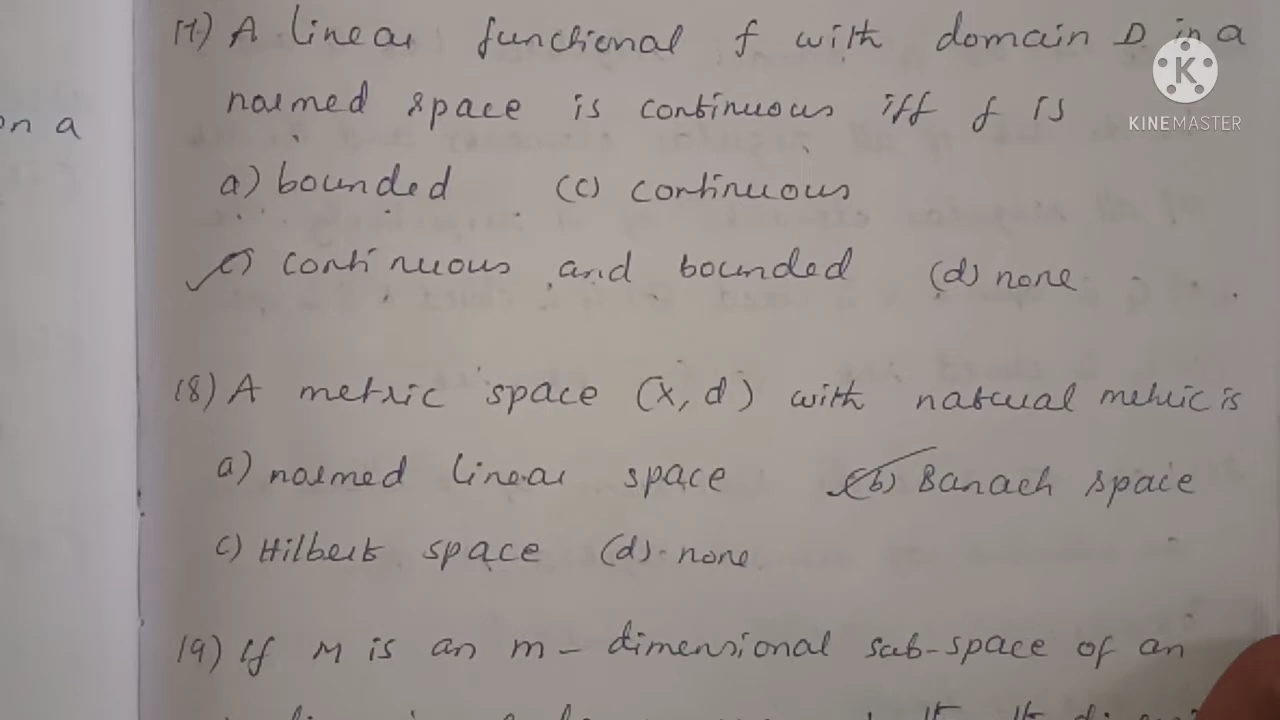 17.) A linear functional f with domain D in a
normed space is continuous iff f is
a) bounded (c) continuous
c) continuous and bounded (d) none
18) A metric space (X, d) with natural metric is
a) normed linear space (b) Banach space
c) Hilbert space (d) none
19) If M is an m-dimensional sub-space of an
on a
K
KINEMASTER